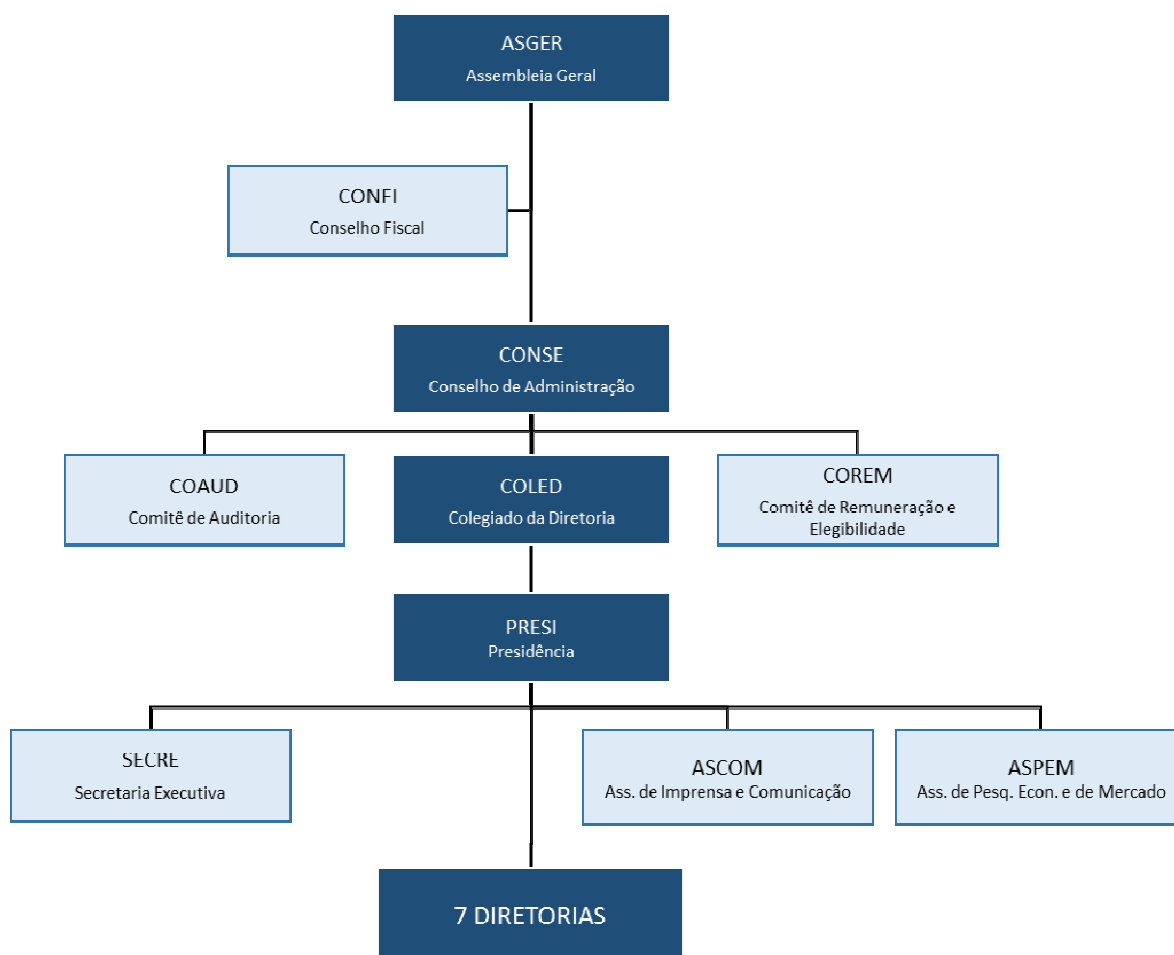 ASGER
Assembleia Geral
CONFI
Conselho Fiscal
CONSE
Conselho de Administração
COAUD
Comitê de Auditoria
COLED
Colegiado da Diretoria
COREM
Comitê de Remuneração e
Elegibilidade
PRESI
Presidência
SECRE
Secretaria Executiva
ASCOM
Ass. de Imprensa e Comunicação
ASPEM
Ass. de Pesq. Econ. e de Mercado
7 DIRETORIAS